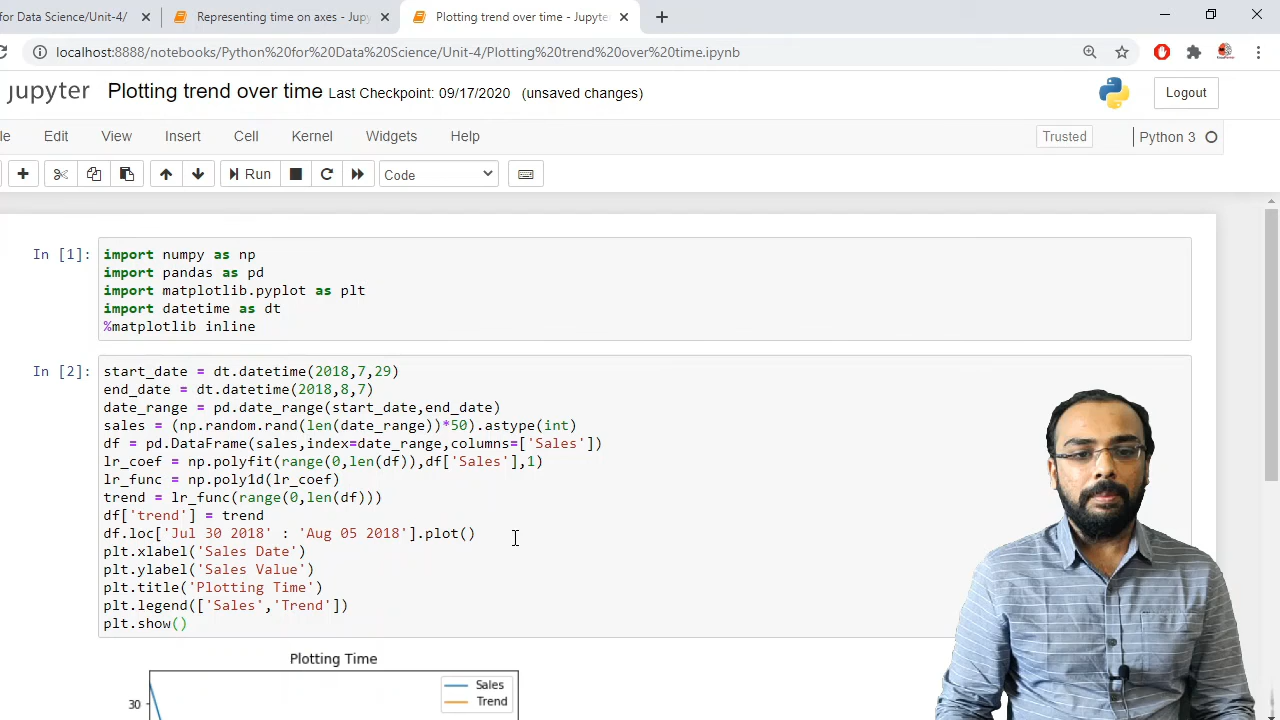 for Data Science/Unit-4/
Representing time on axes - Jup
Plotting trend over time - Jupyte
localhost:8888/notebooks/Python%20for%20Data%20Science/Unit-4/Plotting%20trend%20over%20time.ipynb
jupyter Plotting trend over time Last Checkpoint: 09/17/2020 (unsaved changes)
Logout
le Edit View Insert Cell Kernel Widgets Help
Trusted
Python 3
Run
Code
In [1]:
import numpy as np
import pandas as pd
import matplotlib.pyplot as plt
import datetime as dt
%matplotlib inline
In [2]:
start_date = dt.datetime(2018,7,29)
end_date = dt.datetime(2018,8,7)
date_range = pd.date_range(start_date,end_date)
sales = (np.random.rand(len(date_range))*50).astype(int)
df = pd.DataFrame(sales,index=date_range,columns=['Sales'])
lr_coef = np.polyfit(range(0,len(df)),df['Sales'],1)
lr_func = np.poly1d(lr_coef)
trend = lr_func(range(0,len(df)))
df['trend'] = trend
df.loc['Jul 30 2018' : 'Aug 05 2018'].plot()
plt.xlabel('Sales Date')
plt.ylabel('Sales Value')
plt.title('Plotting Time')
plt.legend(['Sales','Trend'])
plt.show()
Plotting Time
Sales
Trend
30